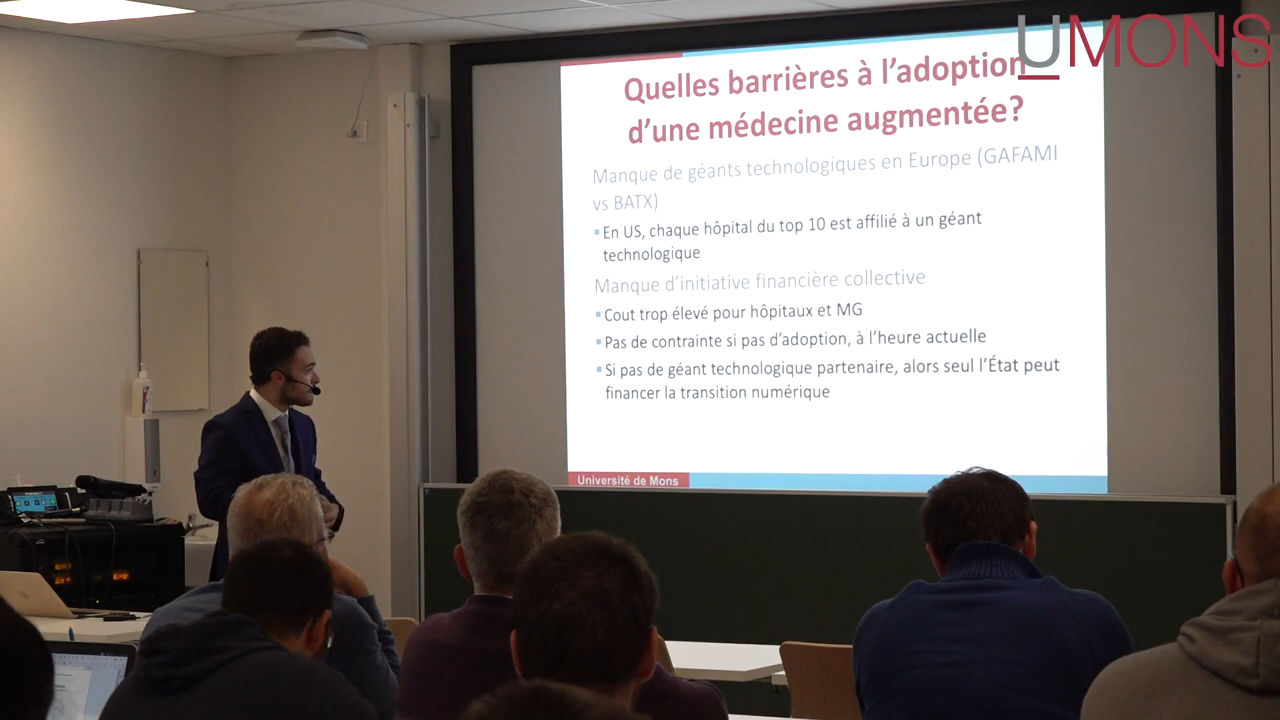 UMONS
Quelles barrières à l'adoption
d'une médecine augmentée?
Manque de géants technologiques en Europe (GAFAMI
vs BATX)
En US, chaque hôpital du top 10 est affilié à un géant
technologique
Manque d'initiative financière collective
Cout trop élevé pour hôpitaux et MG
Pas de contrainte si pas d'adoption, à l'heure actuelle
Si pas de géant technologique partenaire, alors seul l'État peut
financer la transition numérique
Université de Mons